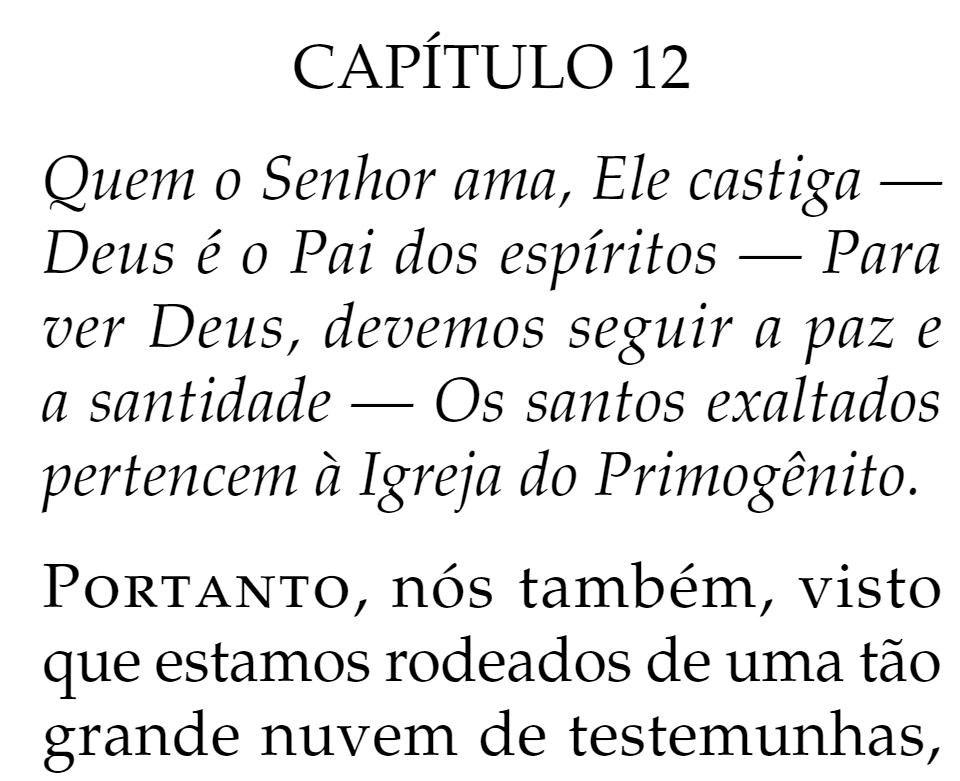 CAPÍTULO 12
Quem o Senhor ama, Ele castiga —
Deus é o Pai dos espíritos — Para
ver Deus, devemos seguir a paz e
a santidade — Os santos exaltados
pertencem à Igreja do Primogênito.
Portanto, nós também, visto
que estamos rodeados de uma tão
grande nuvem de testemunhas,